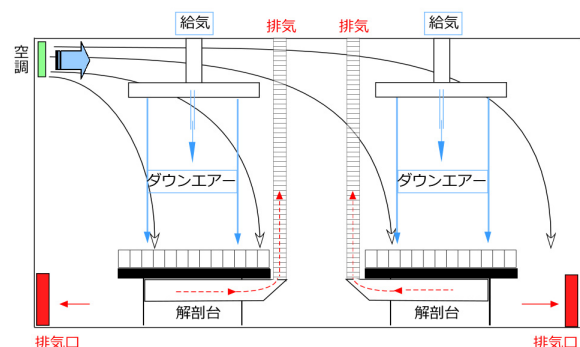 給気
排気
排気
給気
空調
ダウンエアー
ダウンエアー
解剖台
解剖台
排気口
排気口